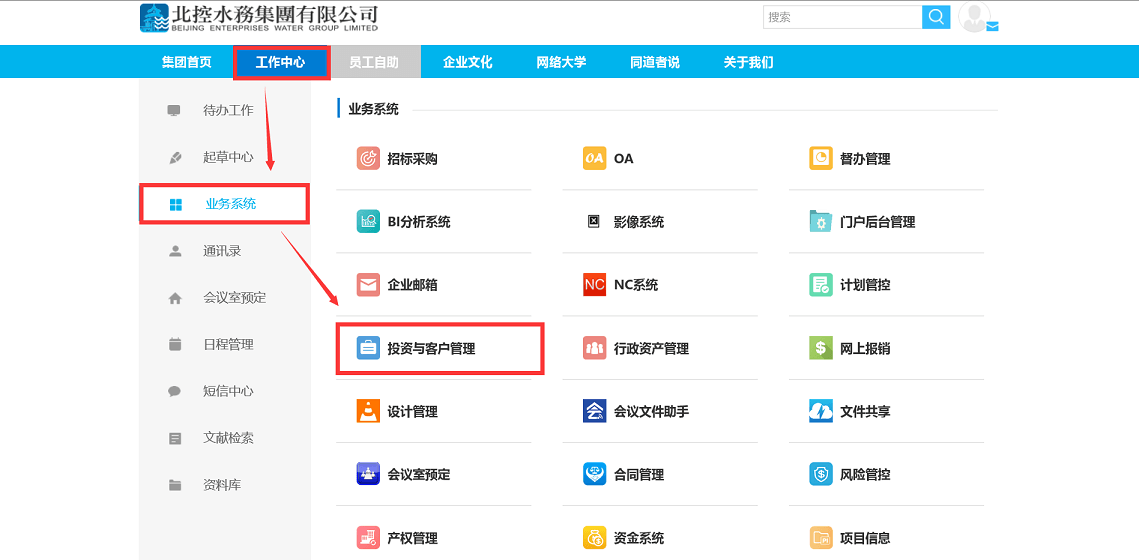 北控水務集團有限公司
BEIJING ENTERPRISES WATER GROUP LIMITED
搜索
集团首页 工作中心 员工自助 企业文化 网络大学 同道者说 关于我们
待办工作
起草中心
业务系统
通讯录
会议室预定
日程管理
短信中心
文献检索
资料库
业务系统
招标采购 OA OA 督办管理
BI分析系统 影像系统 门户后台管理
企业邮箱 NC NC系统 计划管控
投资与客户管理 行政资产管理 $ 网上报销
设计管理 会 会议文件助手 文件共享
会议室预定 合同管理 $ 风险管控
产权管理 资金系统 项目信息